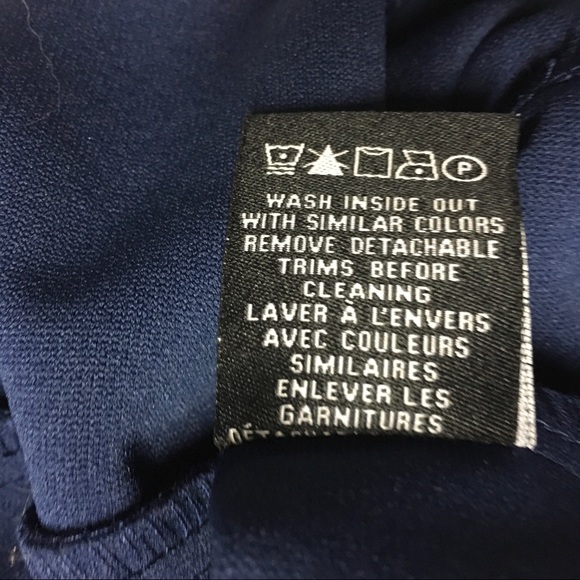 P
WASH INSIDE OUT
WITH SIMILAR COLORS
REMOVE DETACHABLE
TRIMS BEFORE
CLEANING
LAVER À L'ENVERS
AVEC COULEURS
SIMILAIRES
ENLEVER LES
GARNITURES